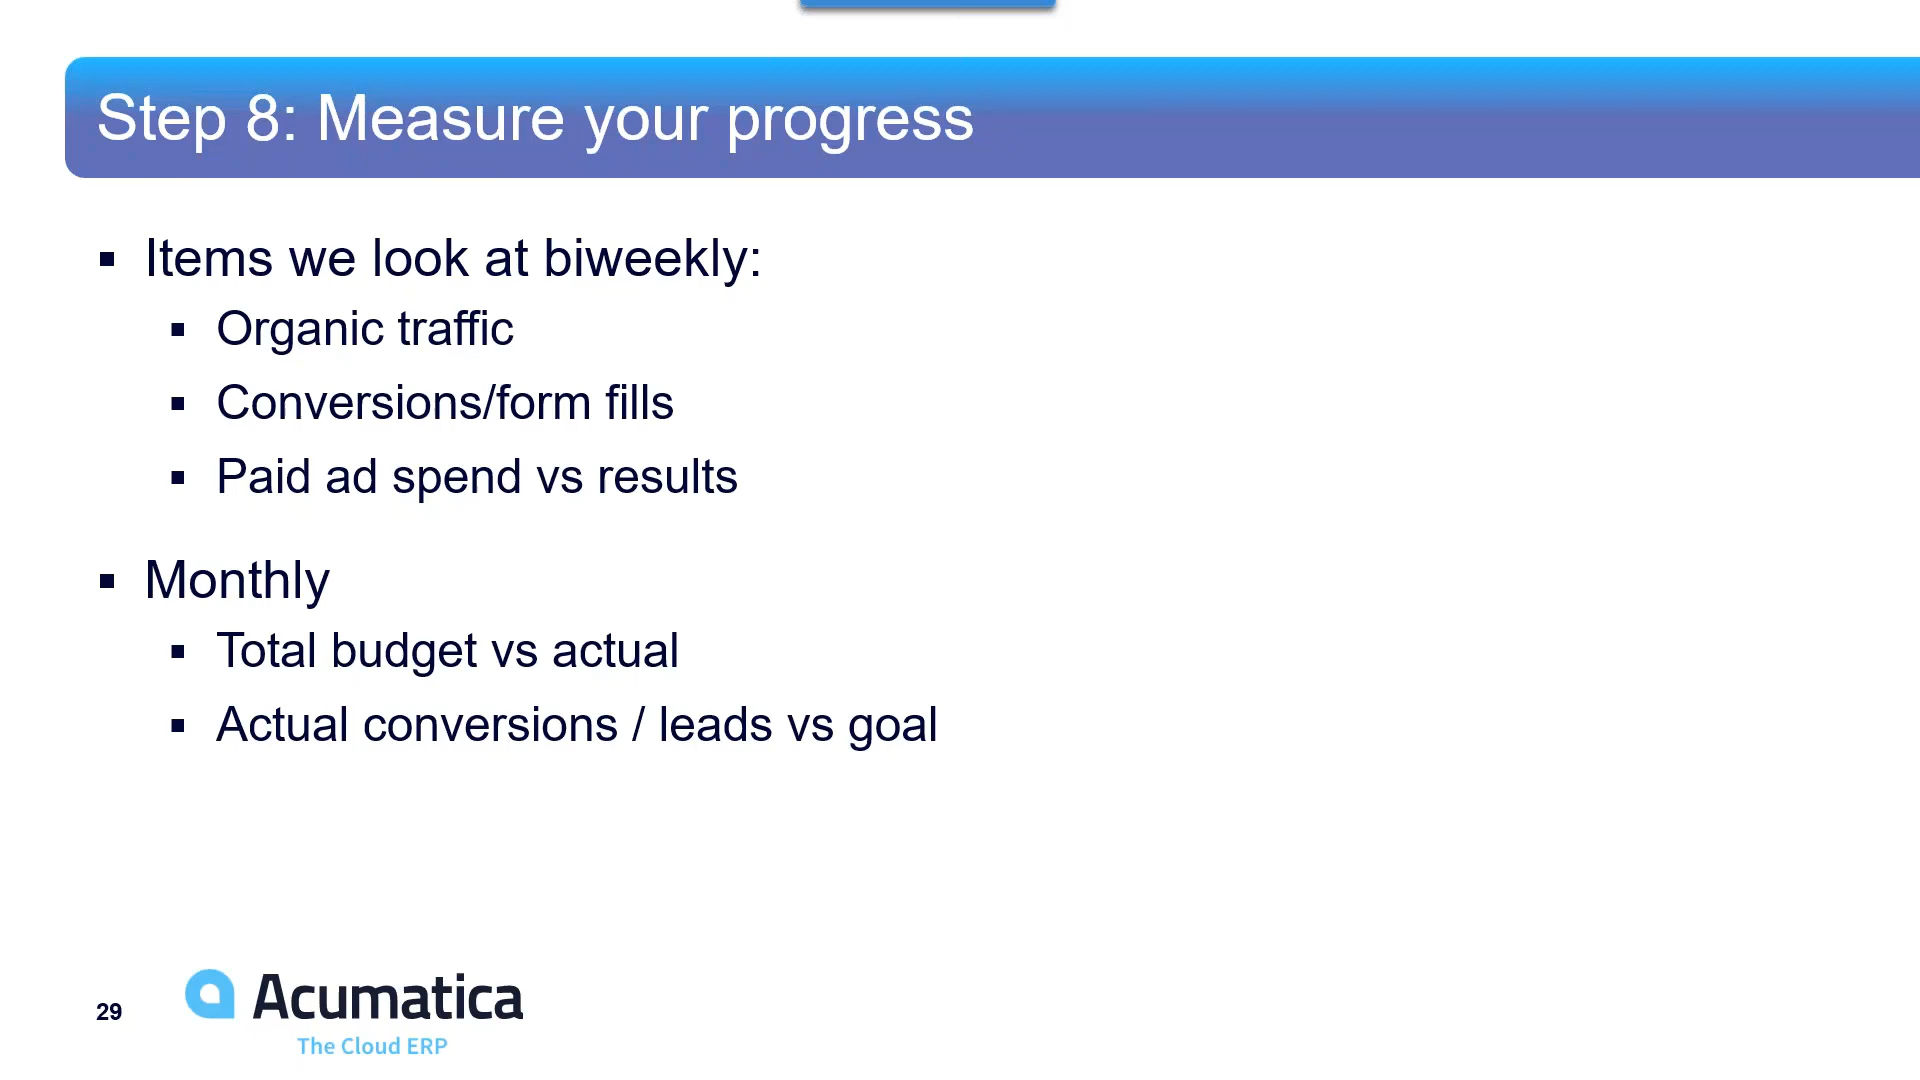 Step 8: Measure your progress
Items we look at biweekly:
Organic traffic
Conversions/form fills
Paid ad spend vs results
Monthly
Total budget vs actual
Actual conversions / leads vs goal
29
Acumatica
The Cloud ERP